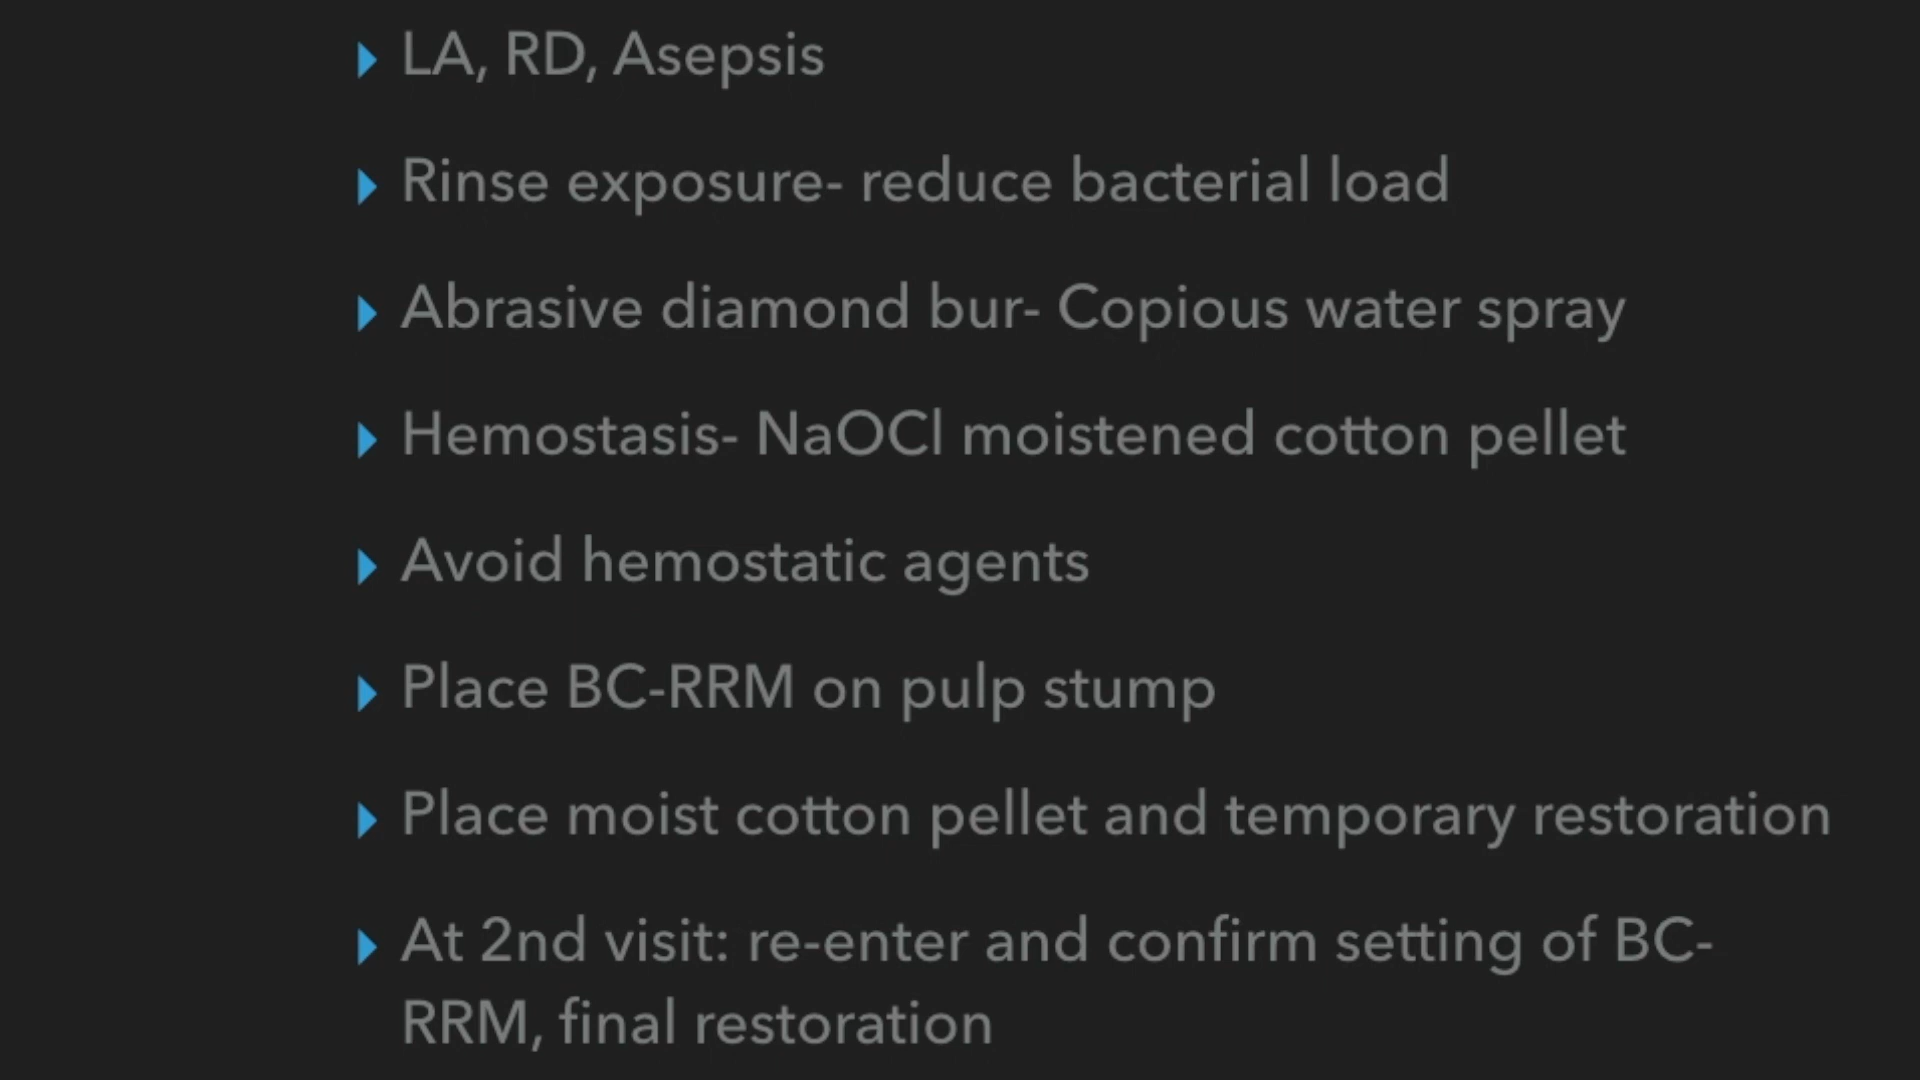 LA, RD, Asepsis
Rinse exposure- reduce bacterial load
Abrasive diamond bur- Copious water spray
Hemostasis- NaOCl moistened cotton pellet
Avoid hemostatic agents
Place BC-RRM on pulp stump
Place moist cotton pellet and temporary restoration
At 2nd visit: re-enter and confirm setting of BC-
RRM, final restoration